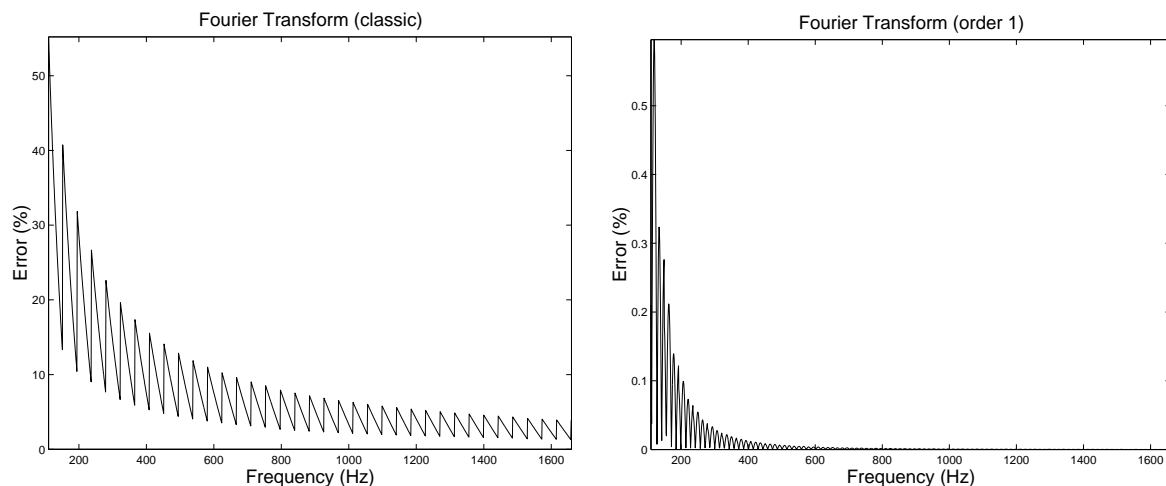 Fourier Transform (classic)
Error (%)
50
40
30
20
10
0
200 400 600 800 1000 1200 1400 1600
Frequency (Hz)
Fourier Transform (order 1)
Error (%)
0.5
0.4
0.3
0.2
0.1
0
200 400 600 800 1000 1200 1400 1600
Frequency (Hz)